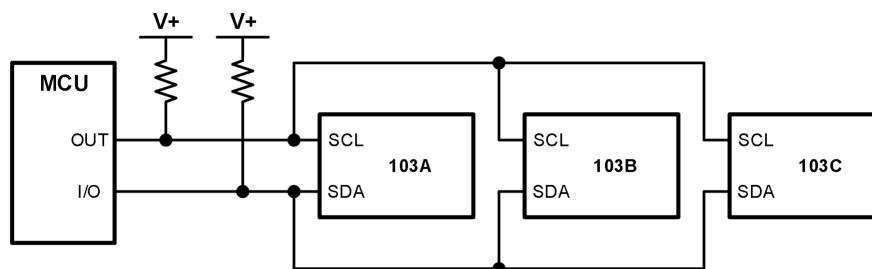 V+ V+
MCU
OUT SCL SCL SCL
103A 103B 103C
I/O SDA SDA SDA